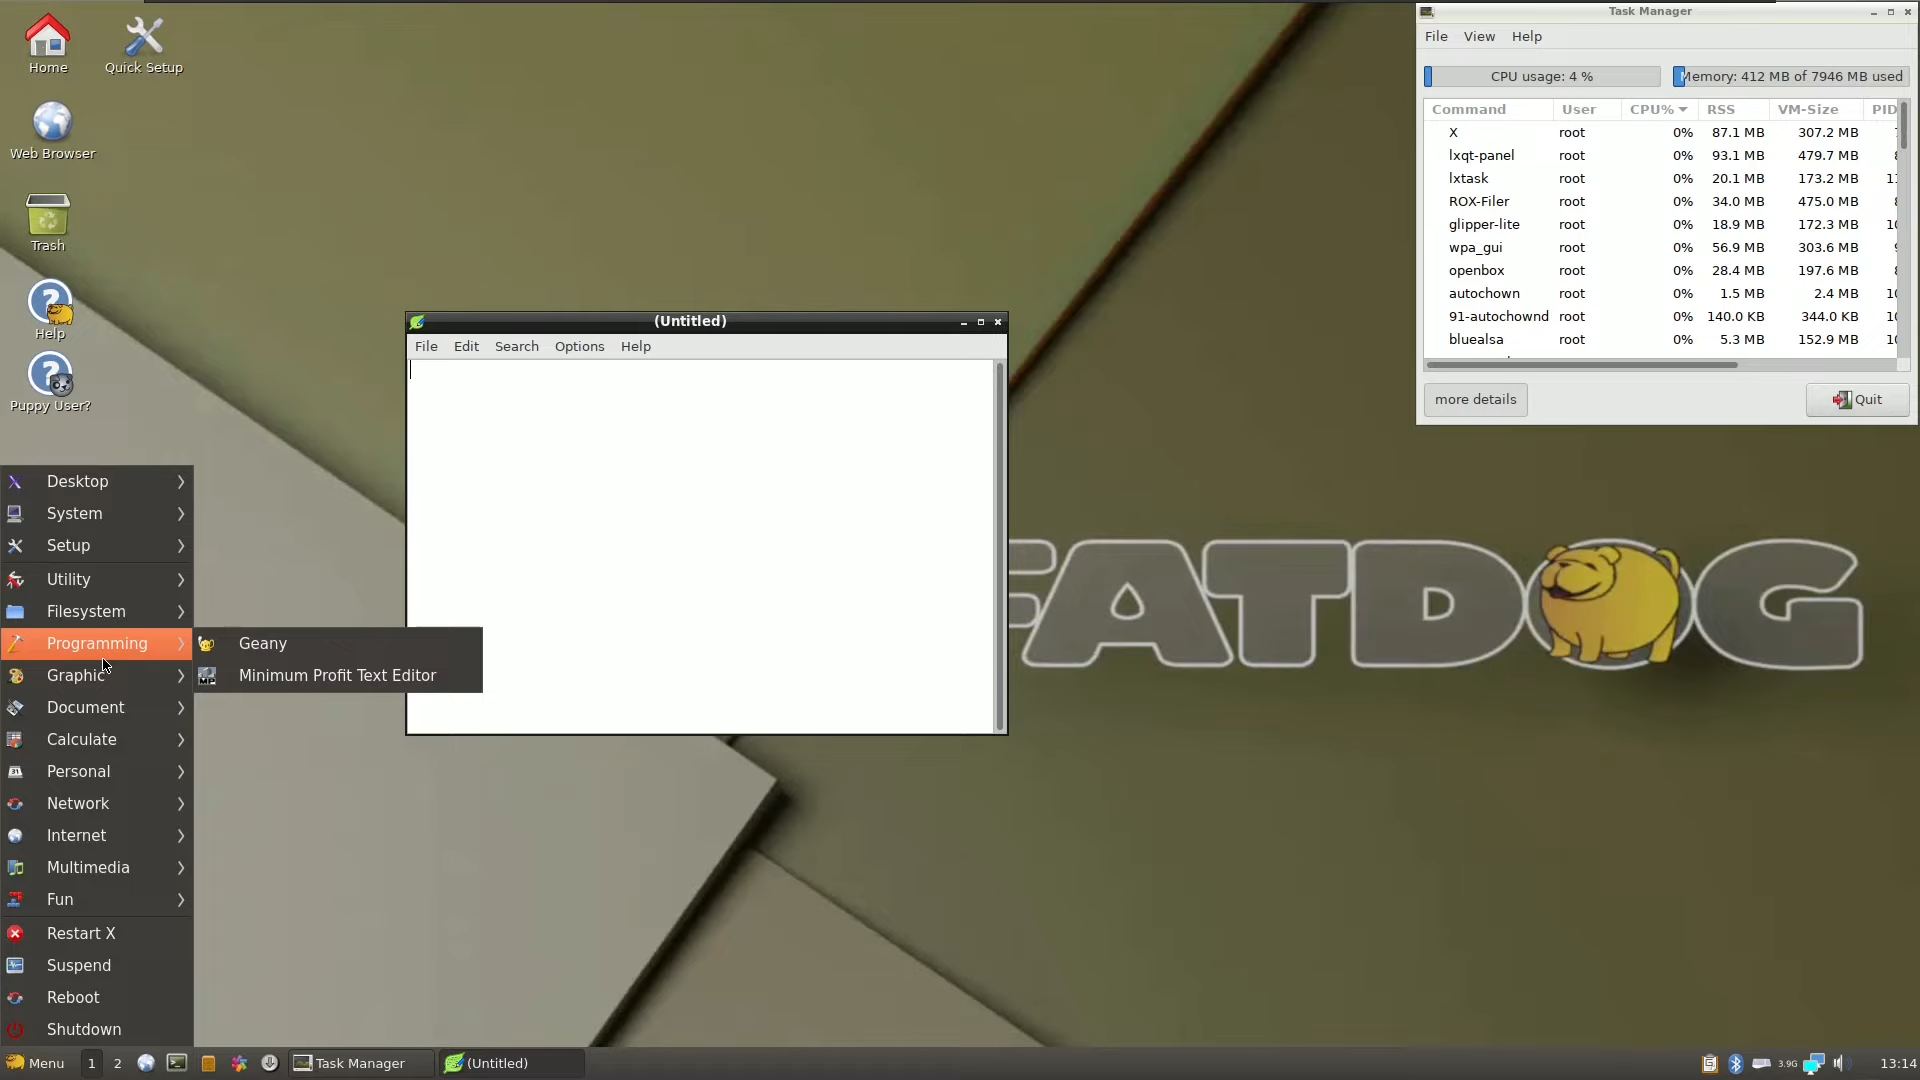 Home
Quick Setup
Web Browser
Trash
Help
Puppy User?
Task Manager
File View Help
CPU usage: 4 %
Memory: 412 MB of 7946 MB used
Command User CPU% RSS VM-Size PID
X root 0% 87.1 MB 307.2 MB
lxqt-panel root 0% 93.1 MB 479.7 MB
lxtask root 0% 20.1 MB 173.2 MB
ROX-Filer root 0% 34.0 MB 475.0 MB
glipper-lite root 0% 18.9 MB 172.3 MB
wpa_gui root 0% 56.9 MB 303.6 MB
openbox root 0% 28.4 MB 197.6 MB
autochown root 0% 1.5 MB 2.4 MB
91-autochownd root 0% 140.0 KB 344.0 KB
bluealsa root 0% 5.3 MB 152.9 MB
more details
Quit
(Untitled)
File Edit Search Options Help
FATDOG
Desktop
System
Setup
Utility
Filesystem
Programming
Geany
Minimum Profit Text Editor
Graphic
Document
Calculate
Personal
Network
Internet
Multimedia
Fun
Restart X
Suspend
Reboot
Shutdown
Menu 1 2 Task Manager (Untitled) 3.9G 13:14